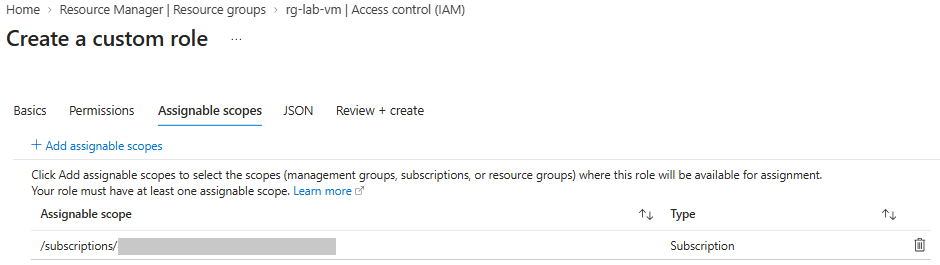 Home > Resource Manager | Resource groups > rg-lab-vm | Access control (IAM)
Create a custom role ...
Basics Permissions Assignable scopes JSON Review + create
+ Add assignable scopes
Click Add assignable scopes to select the scopes (management groups, subscriptions, or resource groups) where this role will be available for assignment.
Your role must have at least one assignable scope. Learn more
Assignable scope ↑↓ Type ↑↓
/subscriptions/ Subscription